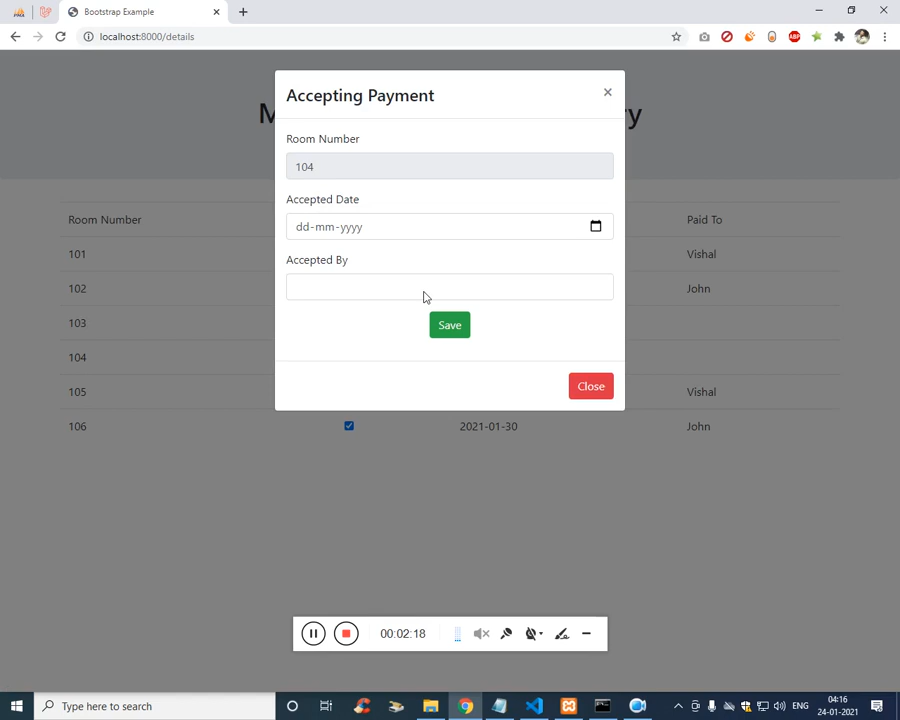 Bootstrap Example
localhost:8000/details
ABP
Accepting Payment
×
Room Number
104
Accepted Date
dd-mm-yyyy
Accepted By
Save
Close
M
ry
Room Number
Paid To
101
Vishal
102
John
103
104
105
Vishal
106
2021-01-30
John
00:02:18
Type here to search
ENG
04:16
24-01-2021